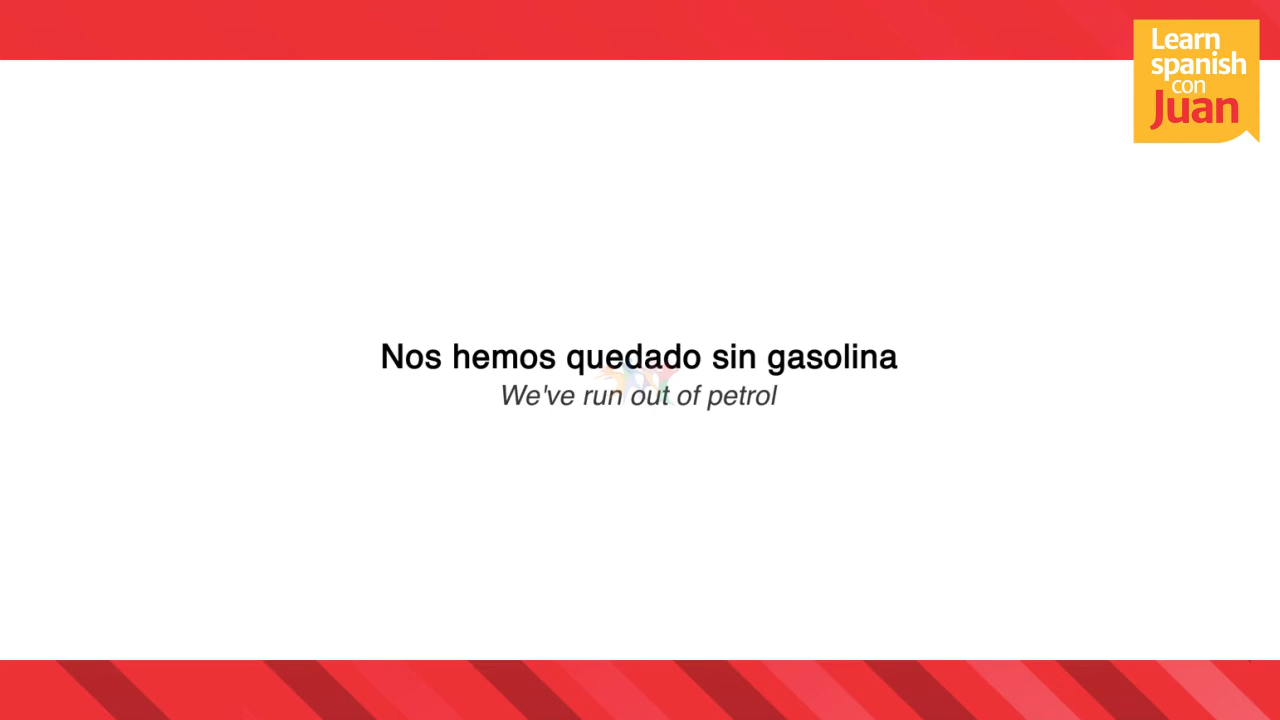 Learn
spanish
con
Juan
Nos hemos quedado sin gasolina
We've run out of petrol